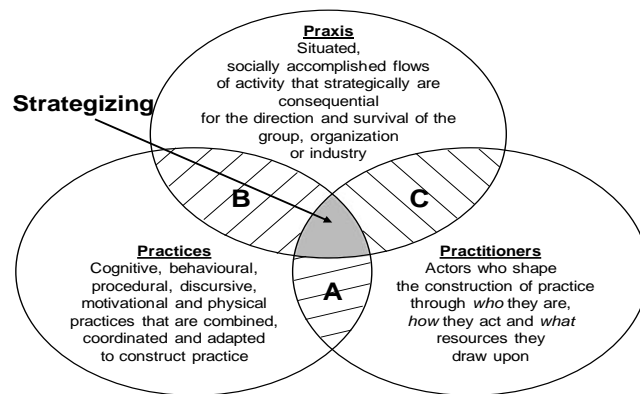 Praxis
Situated,
socially accomplished flows
of activity that strategically are
consequential
for the direction and survival of the
group, organization
or industry
Strategizing
B
C
Practices
Cognitive, behavioural,
procedural, discursive,
motivational and physical
practices that are combined,
coordinated and adapted
to construct practice
A
Practitioners
Actors who shape
the construction of practice
through who they are,
how they act and what
resources they
draw upon